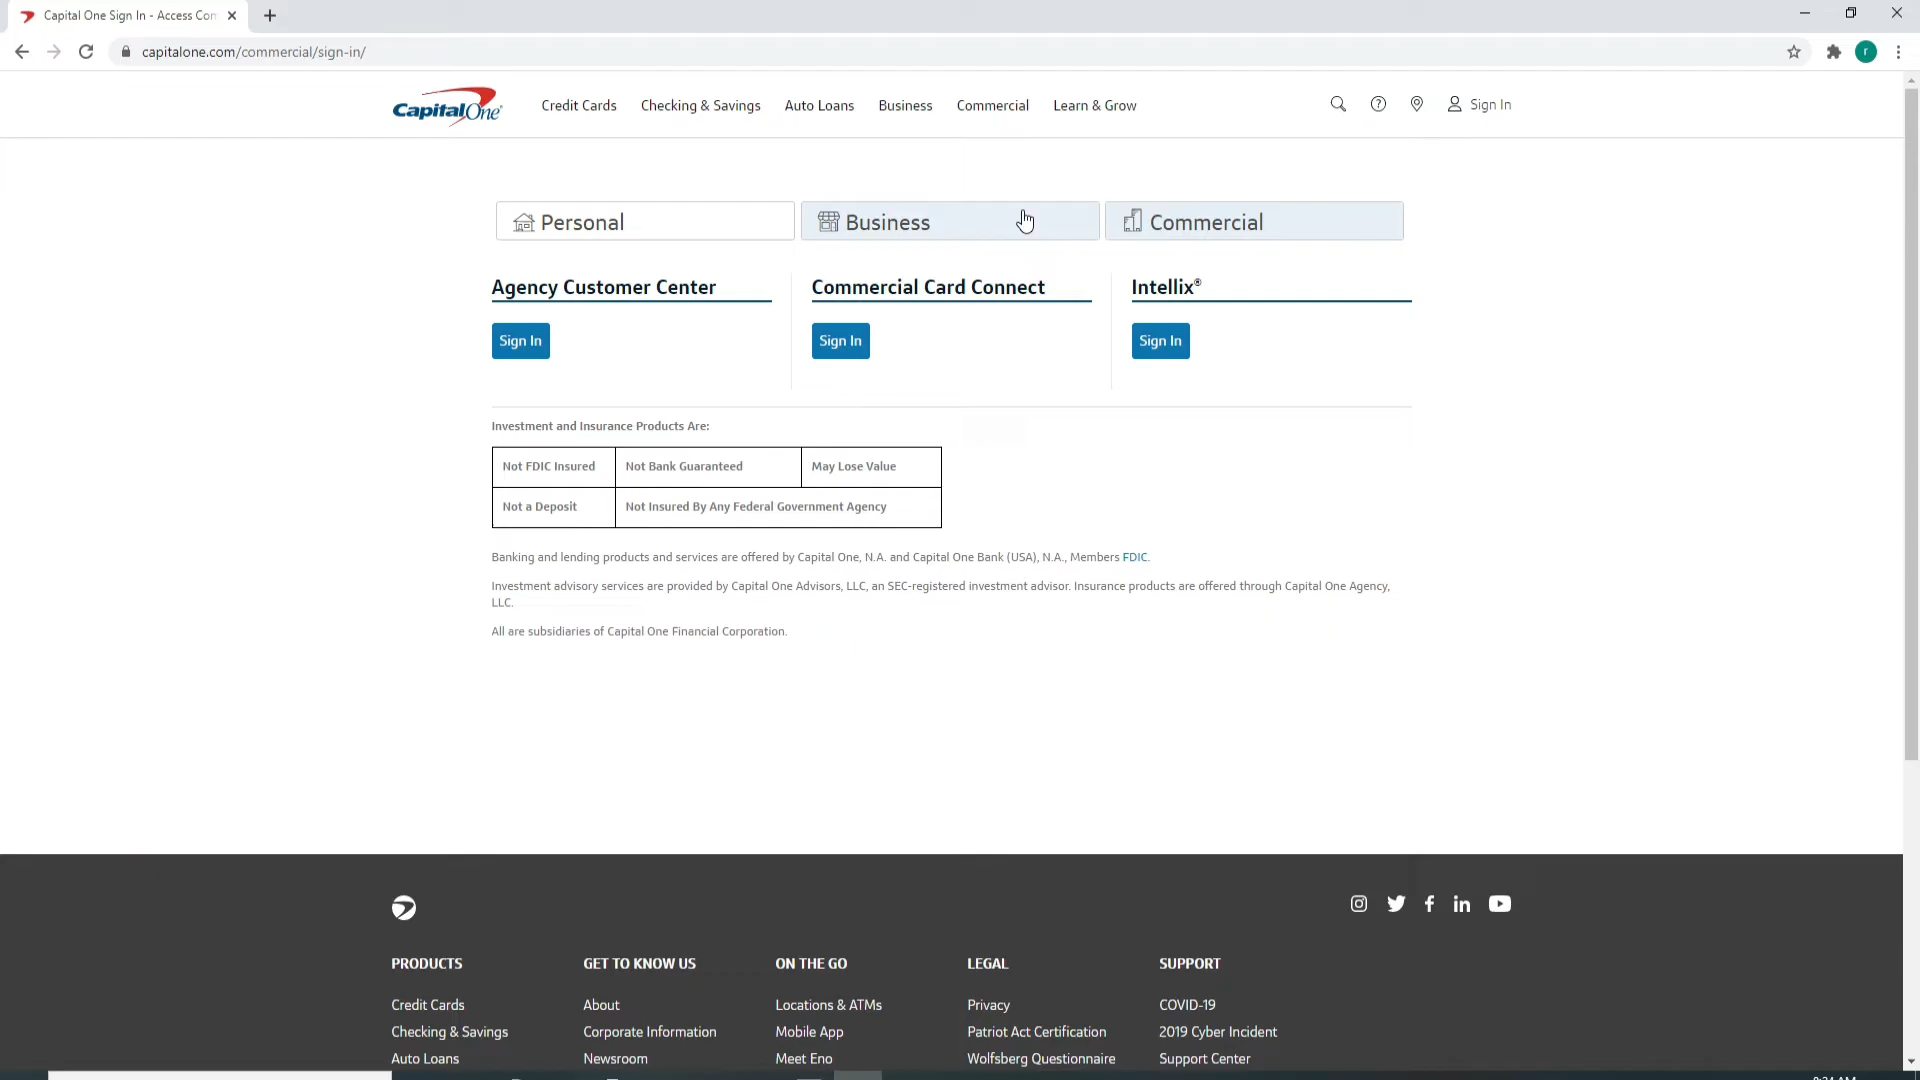 Capital One Sign In - Access Con
capitalone.com/commercial/sign-in/
r
CapitalOne
Credit Cards
Checking & Savings
Auto Loans
Business
Commercial
Learn & Grow
Sign In
Personal
Business
Commercial
Agency Customer Center
Commercial Card Connect
Intellix®
Sign In
Sign In
Sign In
Investment and Insurance Products Are:
Not FDIC Insured
Not Bank Guaranteed
May Lose Value
Not a Deposit
Not Insured By Any Federal Government Agency
Banking and lending products and services are offered by Capital One, N.A. and Capital One Bank (USA), N.A., Members FDIC.
Investment advisory services are provided by Capital One Advisors, LLC, an SEC-registered investment advisor. Insurance products are offered through Capital One Agency,
LLC.
All are subsidiaries of Capital One Financial Corporation.
PRODUCTS
GET TO KNOW US
ON THE GO
LEGAL
SUPPORT
Credit Cards
About
Locations & ATMs
Privacy
COVID-19
Checking & Savings
Corporate Information
Mobile App
Patriot Act Certification
2019 Cyber Incident
Auto Loans
Newsroom
Meet Eno
Wolfsberg Questionnaire
Support Center